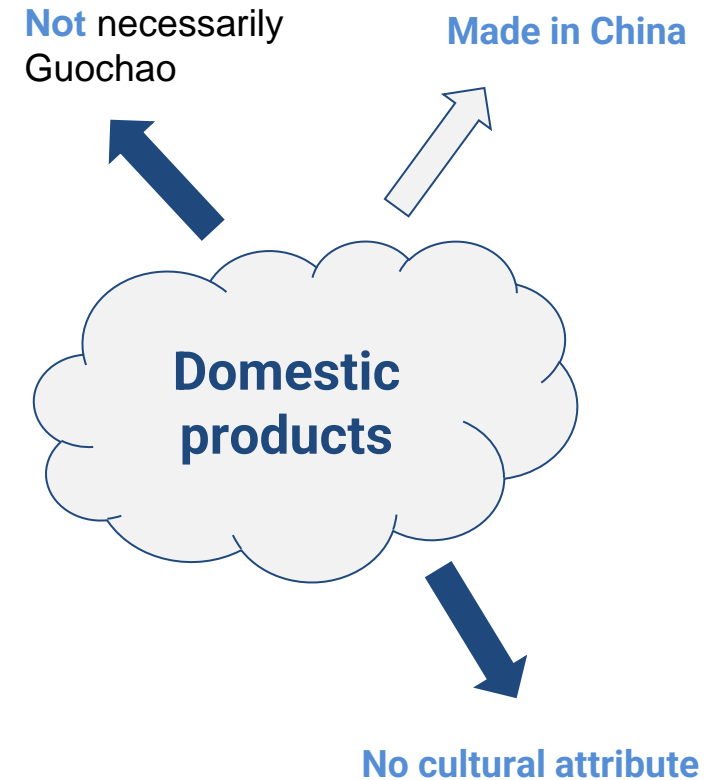 Not necessarily
Guochao
Made in China
Domestic
products
No cultural attribute